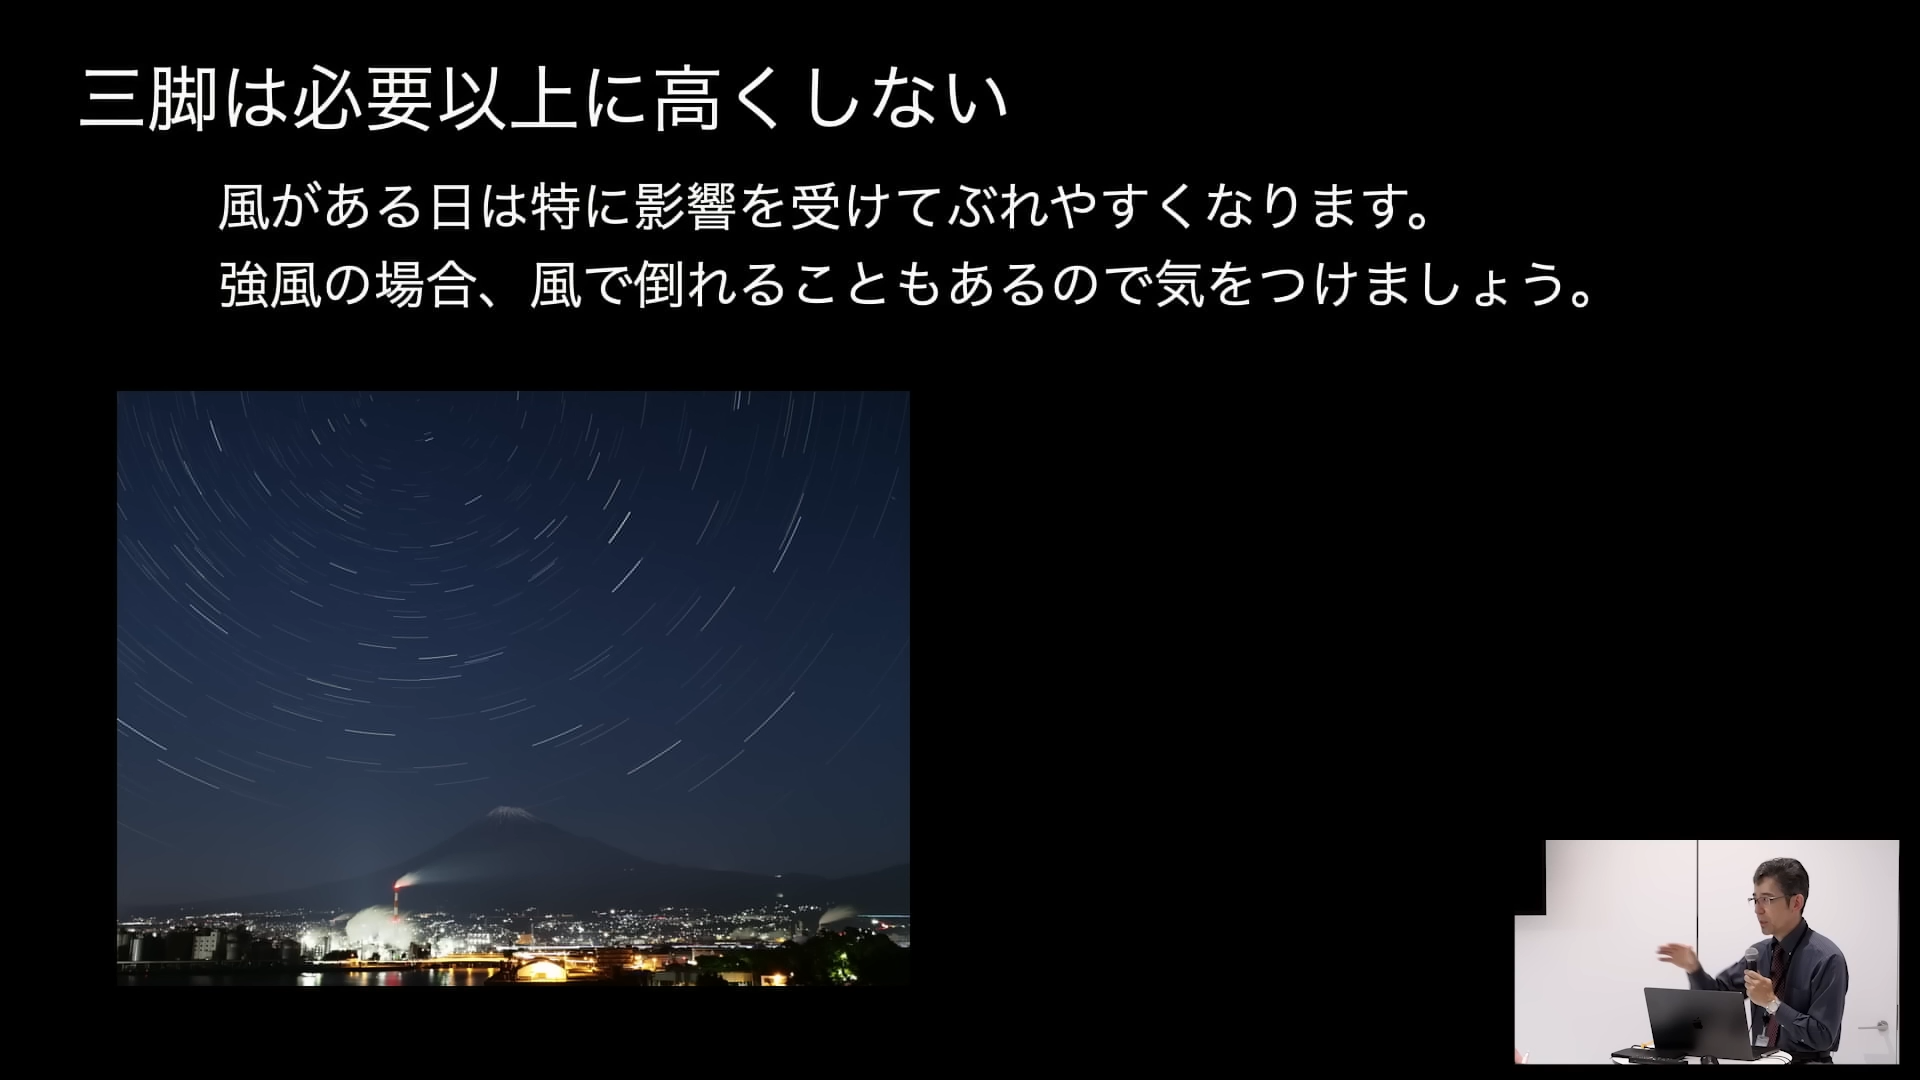 三脚は必要以上に高くしない
風がある日は特に影響を受けてぶれやすくなります。
強風の場合、風で倒れることもあるので気をつけましょう。